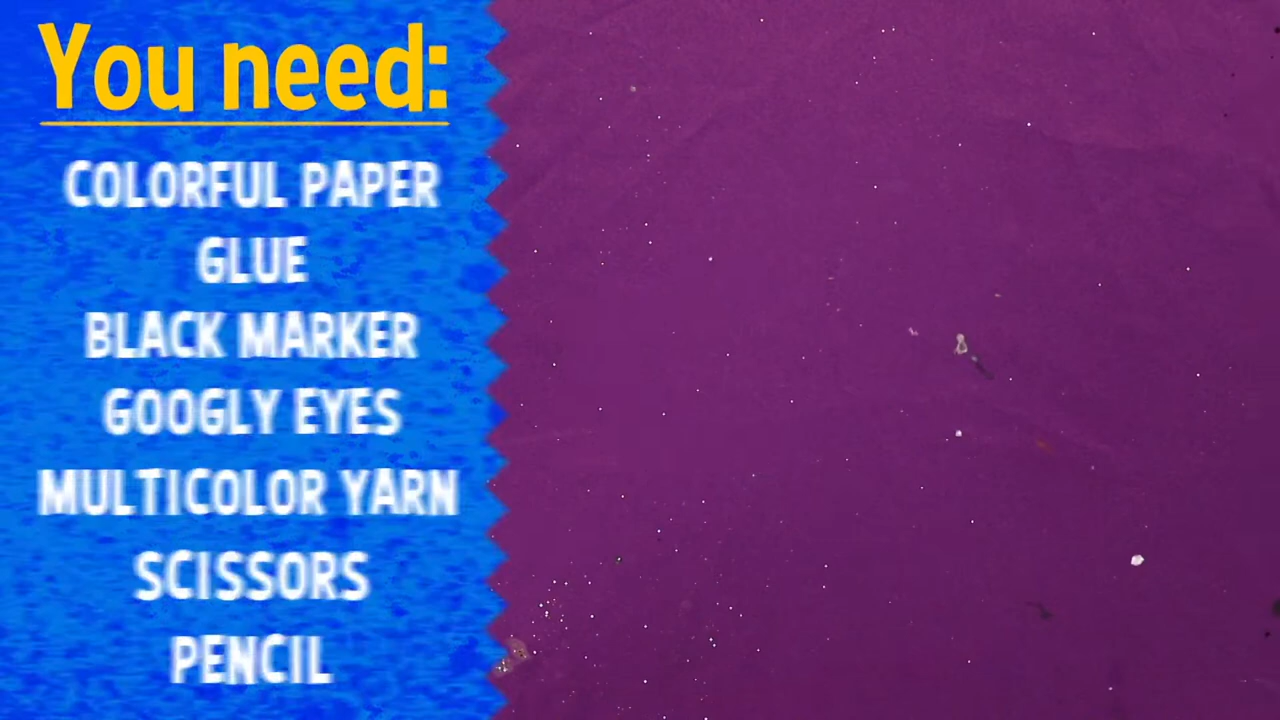 You need:
COLORFUL PAPER
GLUE
BLACK MARKER
GOOGLY EYES
MULTICOLOR YARN
SCISSORS
PENCIL